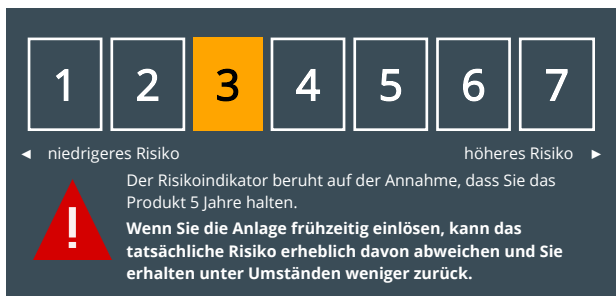 1 2 3 4 5 6 7
◄ niedrigeres Risiko höheres Risiko ►
Der Risikoindikator beruht auf der Annahme, dass Sie das
Produkt 5 Jahre halten.
!
Wenn Sie die Anlage frühzeitig einlösen, kann das
tatsächliche Risiko erheblich davon abweichen und Sie
erhalten unter Umständen weniger zurück.